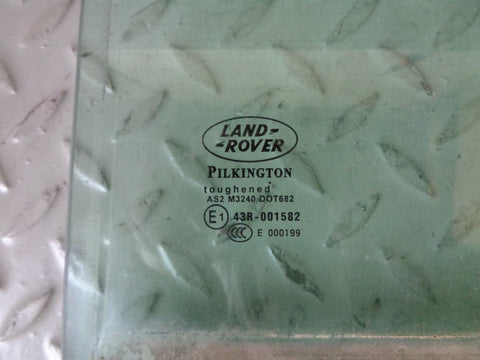 LAND-
-ROVER
PILKINGTON
toughened
AS2 M3240 DOT682
E1 43R-001582
CCC E 000199